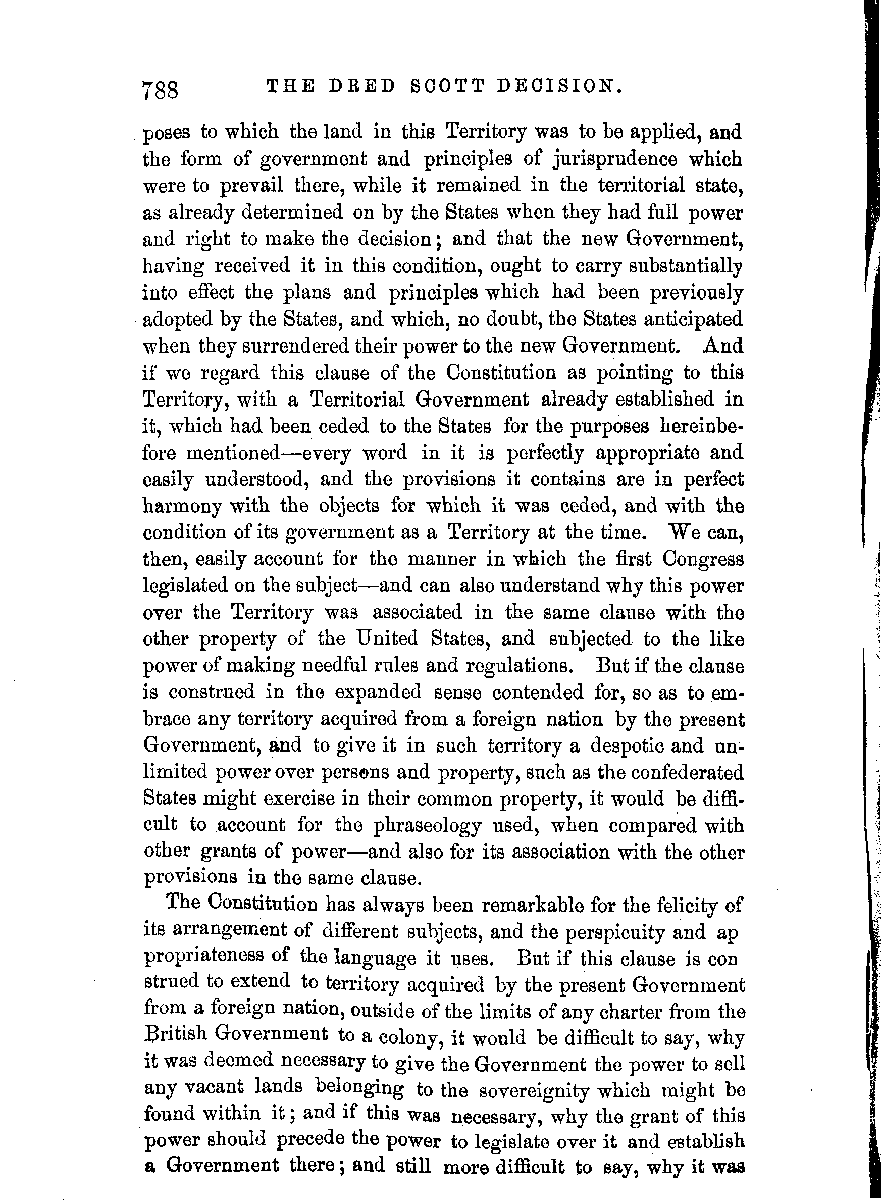 788 THE DRED SCOTT DECISION.
poses to which the land in this Territory was to be applied, and
the form of government and principles of jurisprudence which
were to prevail there, while it remained in the territorial state,
as already determined on by the States when they had full power
and right to make the decision; and that the new Government,
having received it in this condition, ought to carry substantially
into effect the plans and principles which had been previously
adopted by the States, and which, no doubt, the States anticipated
when they surrendered their power to the new Government. And
if we regard this clause of the Constitution as pointing to this
Territory, with a Territorial Government already established in
it, which had been ceded to the States for the purposes hereinbe-
fore mentioned—every word in it is perfectly appropriate and
easily understood, and the provisions it contains are in perfect
harmony with the objects for which it was ceded, and with the
condition of its government as a Territory at the time. We can,
then, easily account for the manner in which the first Congress
legislated on the subject—and can also understand why this power
over the Territory was associated in the same clause with the
other property of the United States, and subjected to the like
power of making needful rules and regulations. But if the clause
is construed in the expanded sense contended for, so as to em-
brace any territory acquired from a foreign nation by the present
Government, and to give it in such territory a despotic and un-
limited power over persons and property, such as the confederated
States might exercise in their common property, it would be diffi-
cult to account for the phraseology used, when compared with
other grants of power—and also for its association with the other
provisions in the same clause.
The Constitution has always been remarkable for the felicity of
its arrangement of different subjects, and the perspicuity and ap
propriateness of the language it uses. But if this clause is con
strued to extend to territory acquired by the present Government
from a foreign nation, outside of the limits of any charter from the
British Government to a colony, it would be difficult to say, why
it was deemed necessary to give the Government the power to sell
any vacant lands belonging to the sovereignty which might be
found within it; and if this was necessary, why the grant of this
power should precede the power to legislate over it and establish
a Government there; and still more difficult to say, why it was